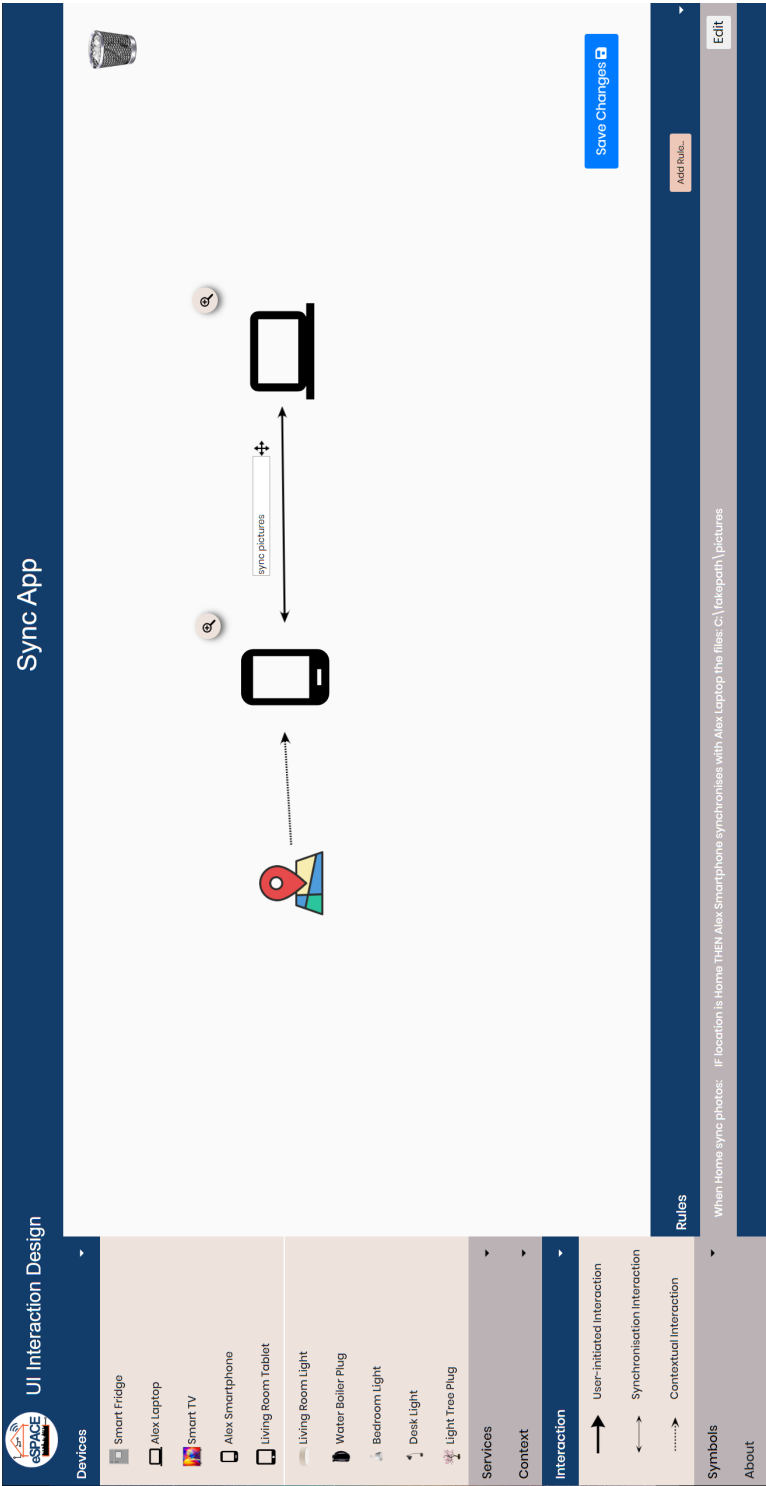 eSPACE
UI Interaction Design
Sync App
Devices
Smart Fridge
Alex Laptop
Smart TV
Alex Smartphone
Living Room Tablet
Living Room Light
Water Boiler Plug
Bedroom Light
Desk Light
Light Tree Plug
Services
Context
Interaction
User-initiated Interaction
Synchronisation Interaction
Contextual Interaction
Symbols
About
sync pictures
Save Changes
Rules
Add Rule...
When Home sync photos: IF location is Home THEN Alex Smartphone synchronises with Alex Laptop the files: C:\fakepath\pictures
Edit